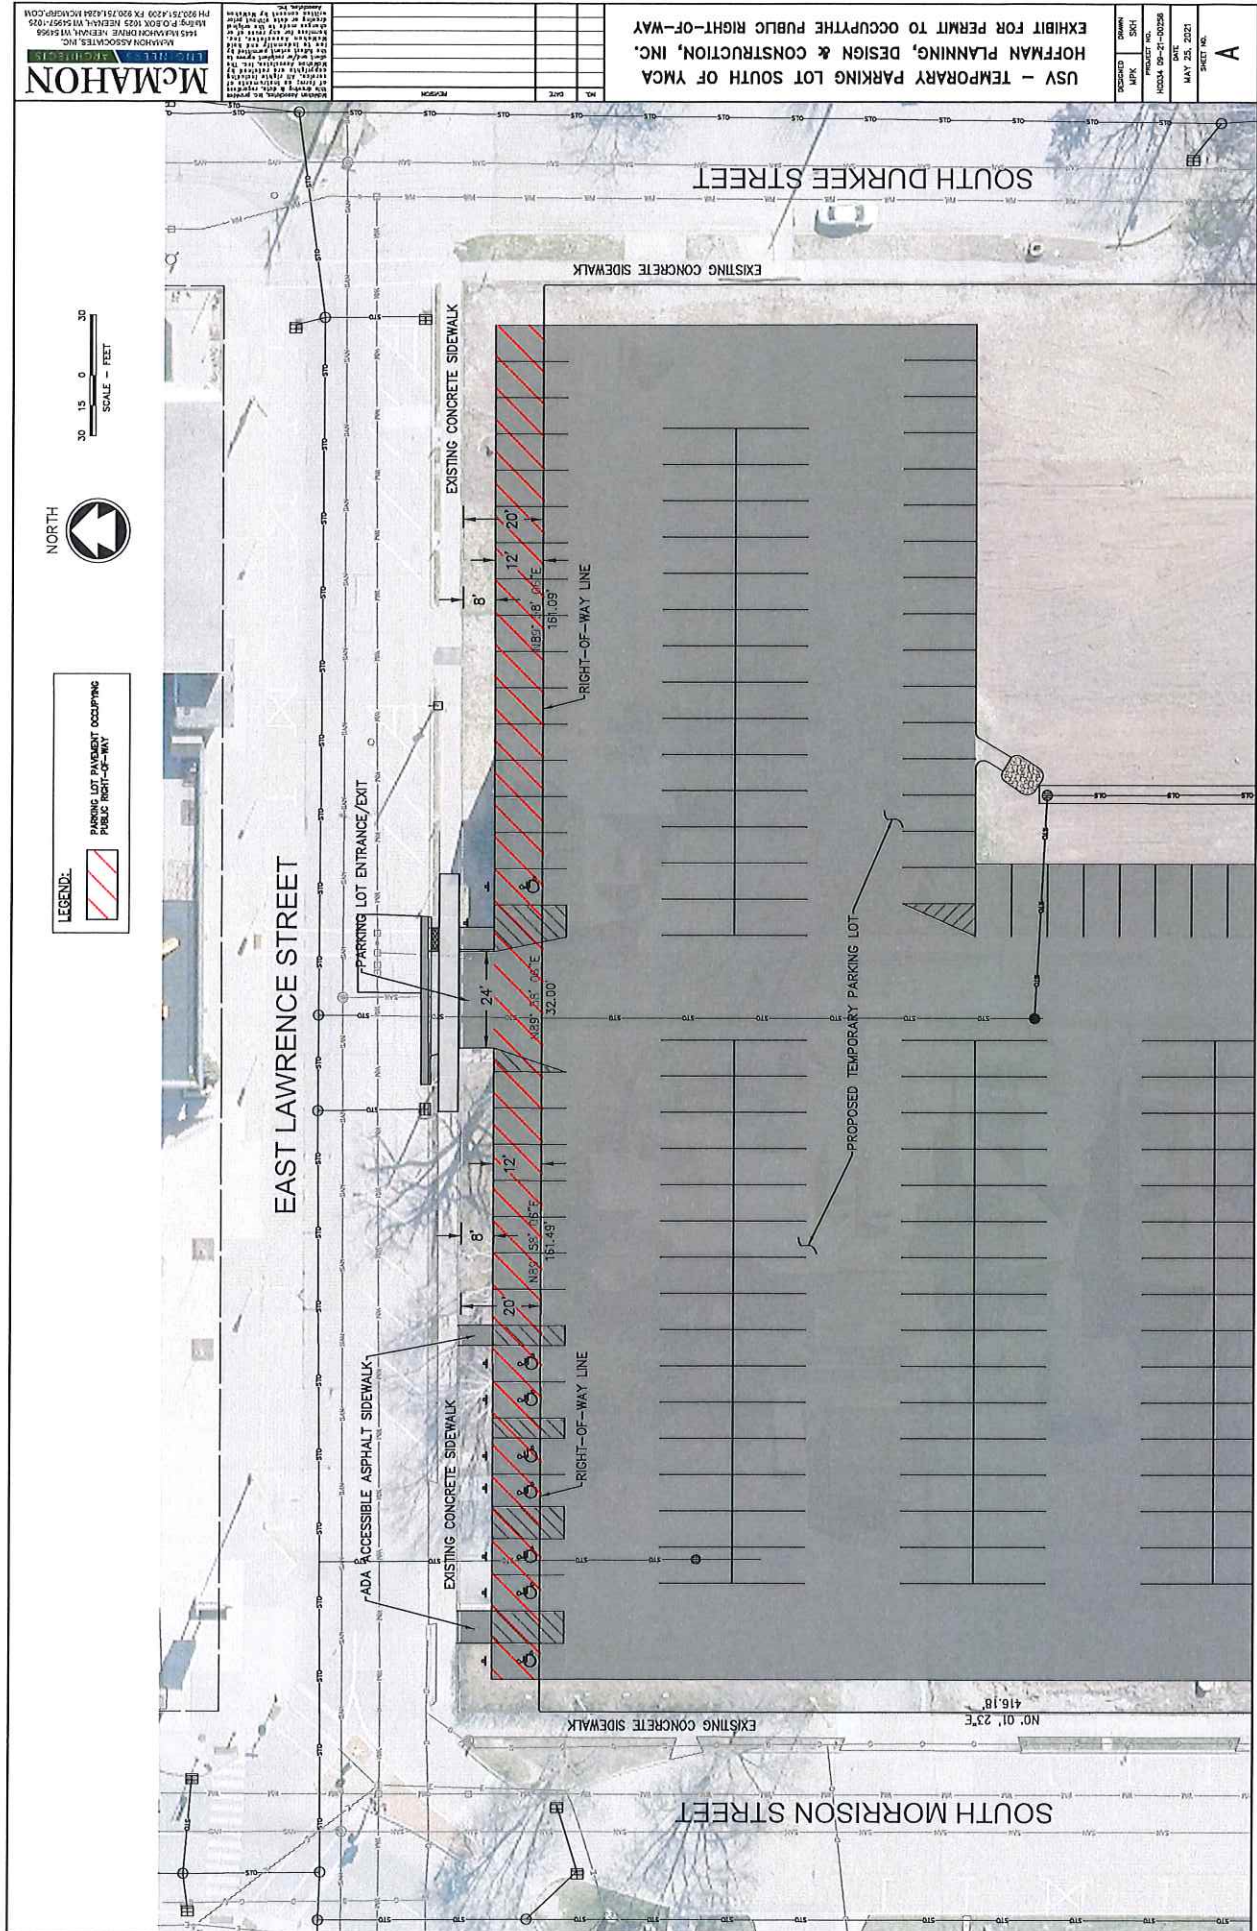 McMAHON
ENGINEERS ARCHITECTS
McMAHON ASSOCIATES, INC.
1445 McMAHON DRIVE NEENAH, WI 54956
Mailing: P.O.BOX 1025 NEENAH, WI 54957-1025
PH 920.751.4200 FX 920.751.4284 MCMGRP.COM
NO.
DATE
REVISION
USV - TEMPORARY PARKING LOT SOUTH OF YMCA
HOFFMAN PLANNING, DESIGN & CONSTRUCTION, INC.
EXHIBIT FOR PERMIT TO OCCUPYTHE PUBLIC RIGHT-OF-WAY
DESIGNED
MPK
DRAWN
SKH
PROJECT NO.
H0034 09-21-00258
DATE
MAY 25, 2021
SHEET NO.
A
NORTH
30 15 0 30
SCALE - FEET
LEGEND:
PARKING LOT PAVEMENT OCCUPYING
PUBLIC RIGHT-OF-WAY
EAST LAWRENCE STREET
SOUTH DURKEE STREET
SOUTH MORRISON STREET
EXISTING CONCRETE SIDEWALK
EXISTING CONCRETE SIDEWALK
EXISTING CONCRETE SIDEWALK
EXISTING CONCRETE SIDEWALK
PARKING LOT ENTRANCE/EXIT
ADA ACCESSIBLE ASPHALT SIDEWALK
RIGHT-OF-WAY LINE
RIGHT-OF-WAY LINE
PROPOSED TEMPORARY PARKING LOT
8'
12'
20'
161.09'
24'
32.00'
12'
8'
20'
N89° 58' 06"E
161.49'
N0° 01' 23"E
416.18'